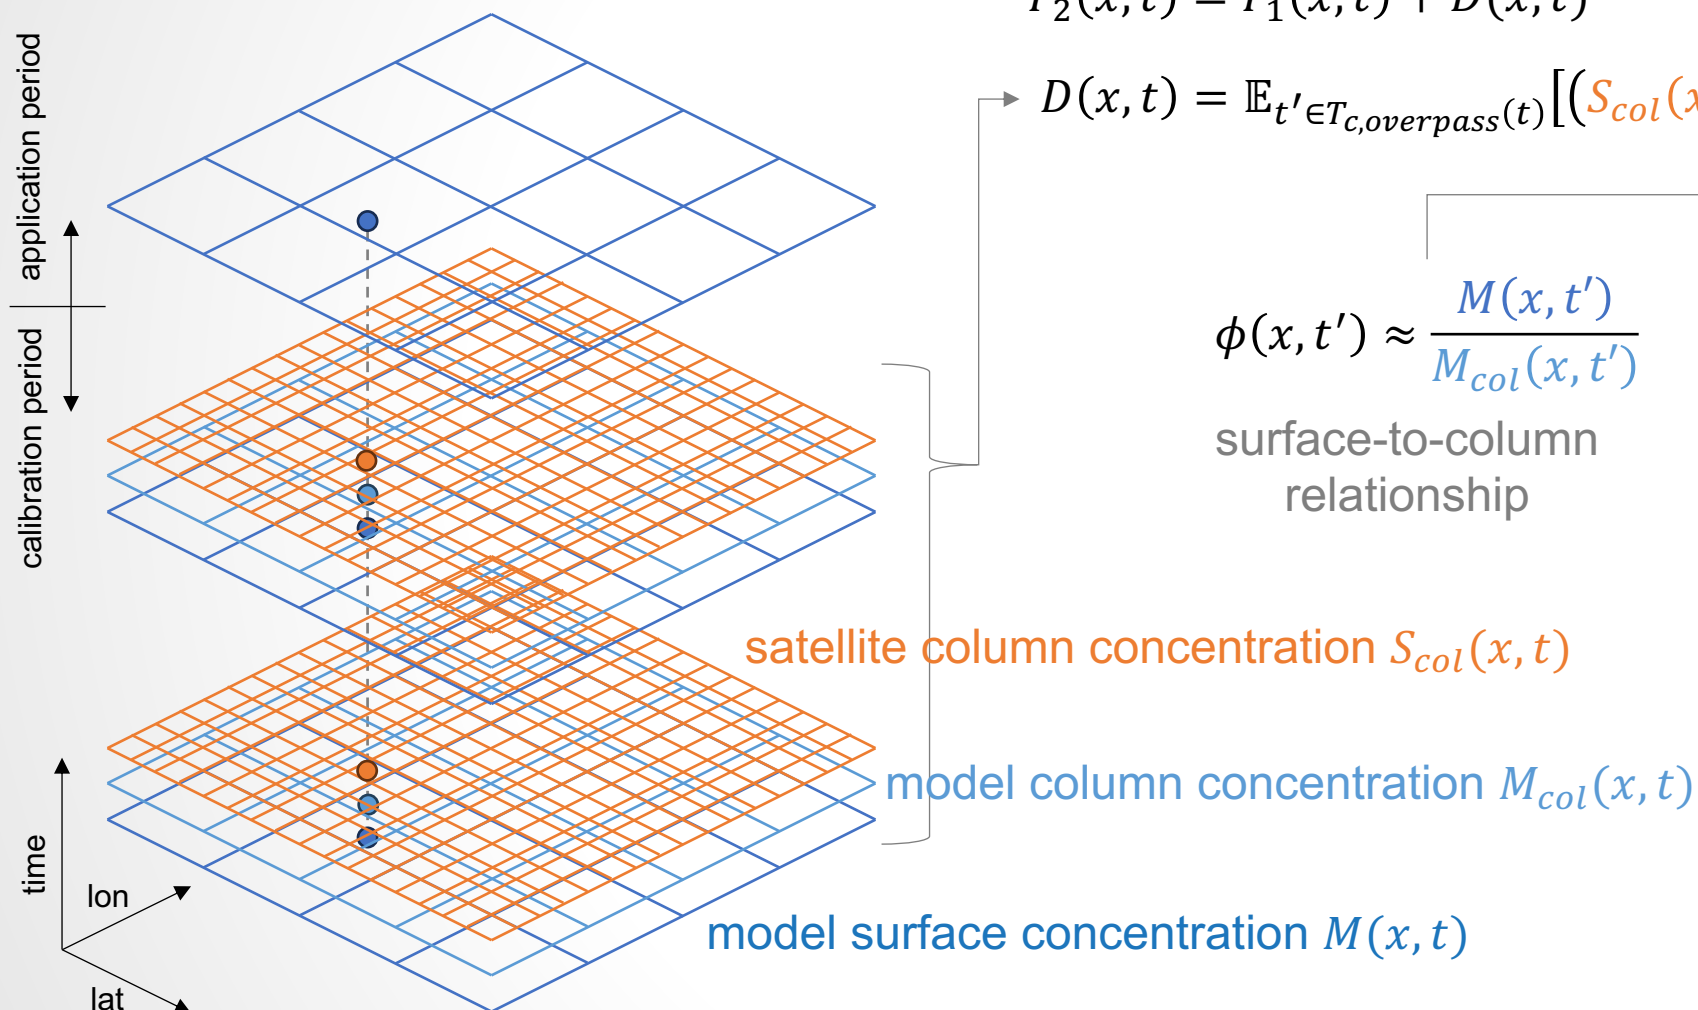 D(x,t) = 𝔼_{t′∈T_{c,overpass}(t)}[(S_{col}(x
application period
calibration period
ϕ(x,t′) ≈ M(x,t′) / M_{col}(x,t′)
surface-to-column
relationship
satellite column concentration S_{col}(x,t)
model column concentration M_{col}(x,t)
model surface concentration M(x,t)
time
lon
lat